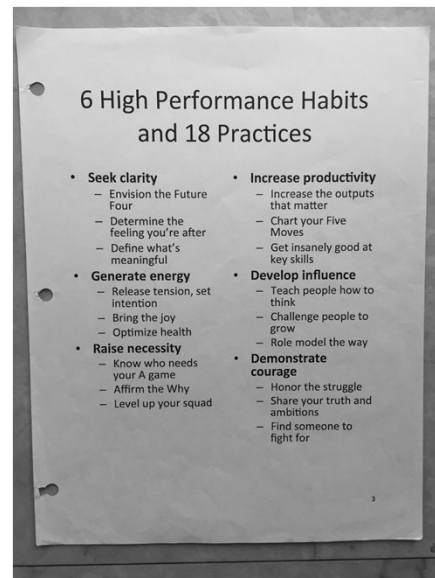 6 High Performance Habits
and 18 Practices
• Seek clarity
– Envision the Future
Four
– Determine the
feeling you're after
– Define what's
meaningful
• Generate energy
– Release tension, set
intention
– Bring the joy
– Optimize health
• Raise necessity
– Know who needs
your A game
– Affirm the Why
– Level up your squad
• Increase productivity
– Increase the outputs
that matter
– Chart your Five
Moves
– Get insanely good at
key skills
• Develop influence
– Teach people how to
think
– Challenge people to
grow
– Role model the way
• Demonstrate
courage
– Honor the struggle
– Share your truth and
ambitions
– Find someone to
fight for
3